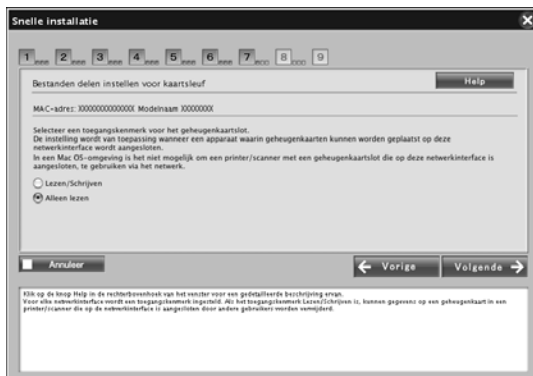 Snelle installatie
1 2 3 4 5 6 7 8 9
Bestanden delen instellen voor kaartsleuf
Help
MAC-adres: XXXXXXXXXXXXXX Modelnaam XXXXXXXX
Selecteer een toegangskenmerk voor het geheugenkaartslot.
De instelling wordt van toepassing wanneer een apparaat waarin geheugenkaarten kunnen worden geplaatst op deze
netwerkinterface wordt aangesloten.
In een Mac OS-omgeving is het niet mogelijk om een printer/scanner met een geheugenkaartslot die op deze netwerkinterface is
aangesloten, te gebruiken via het netwerk.
Lezen/Schrijven
Alleen lezen
Annuleer
Vorige
Volgende
Klik op de knop Help in de rechterbovenhoek van het venster voor een gedetailleerde beschrijving ervan.
Voor elke netwerkinterface wordt een toegangskenmerk ingesteld. Als het toegangskenmerk Lezen/Schrijven is, kunnen gegevens op een geheugenkaart in een
printer/scanner die op de netwerkinterface is aangesloten door andere gebruikers worden verwijderd.